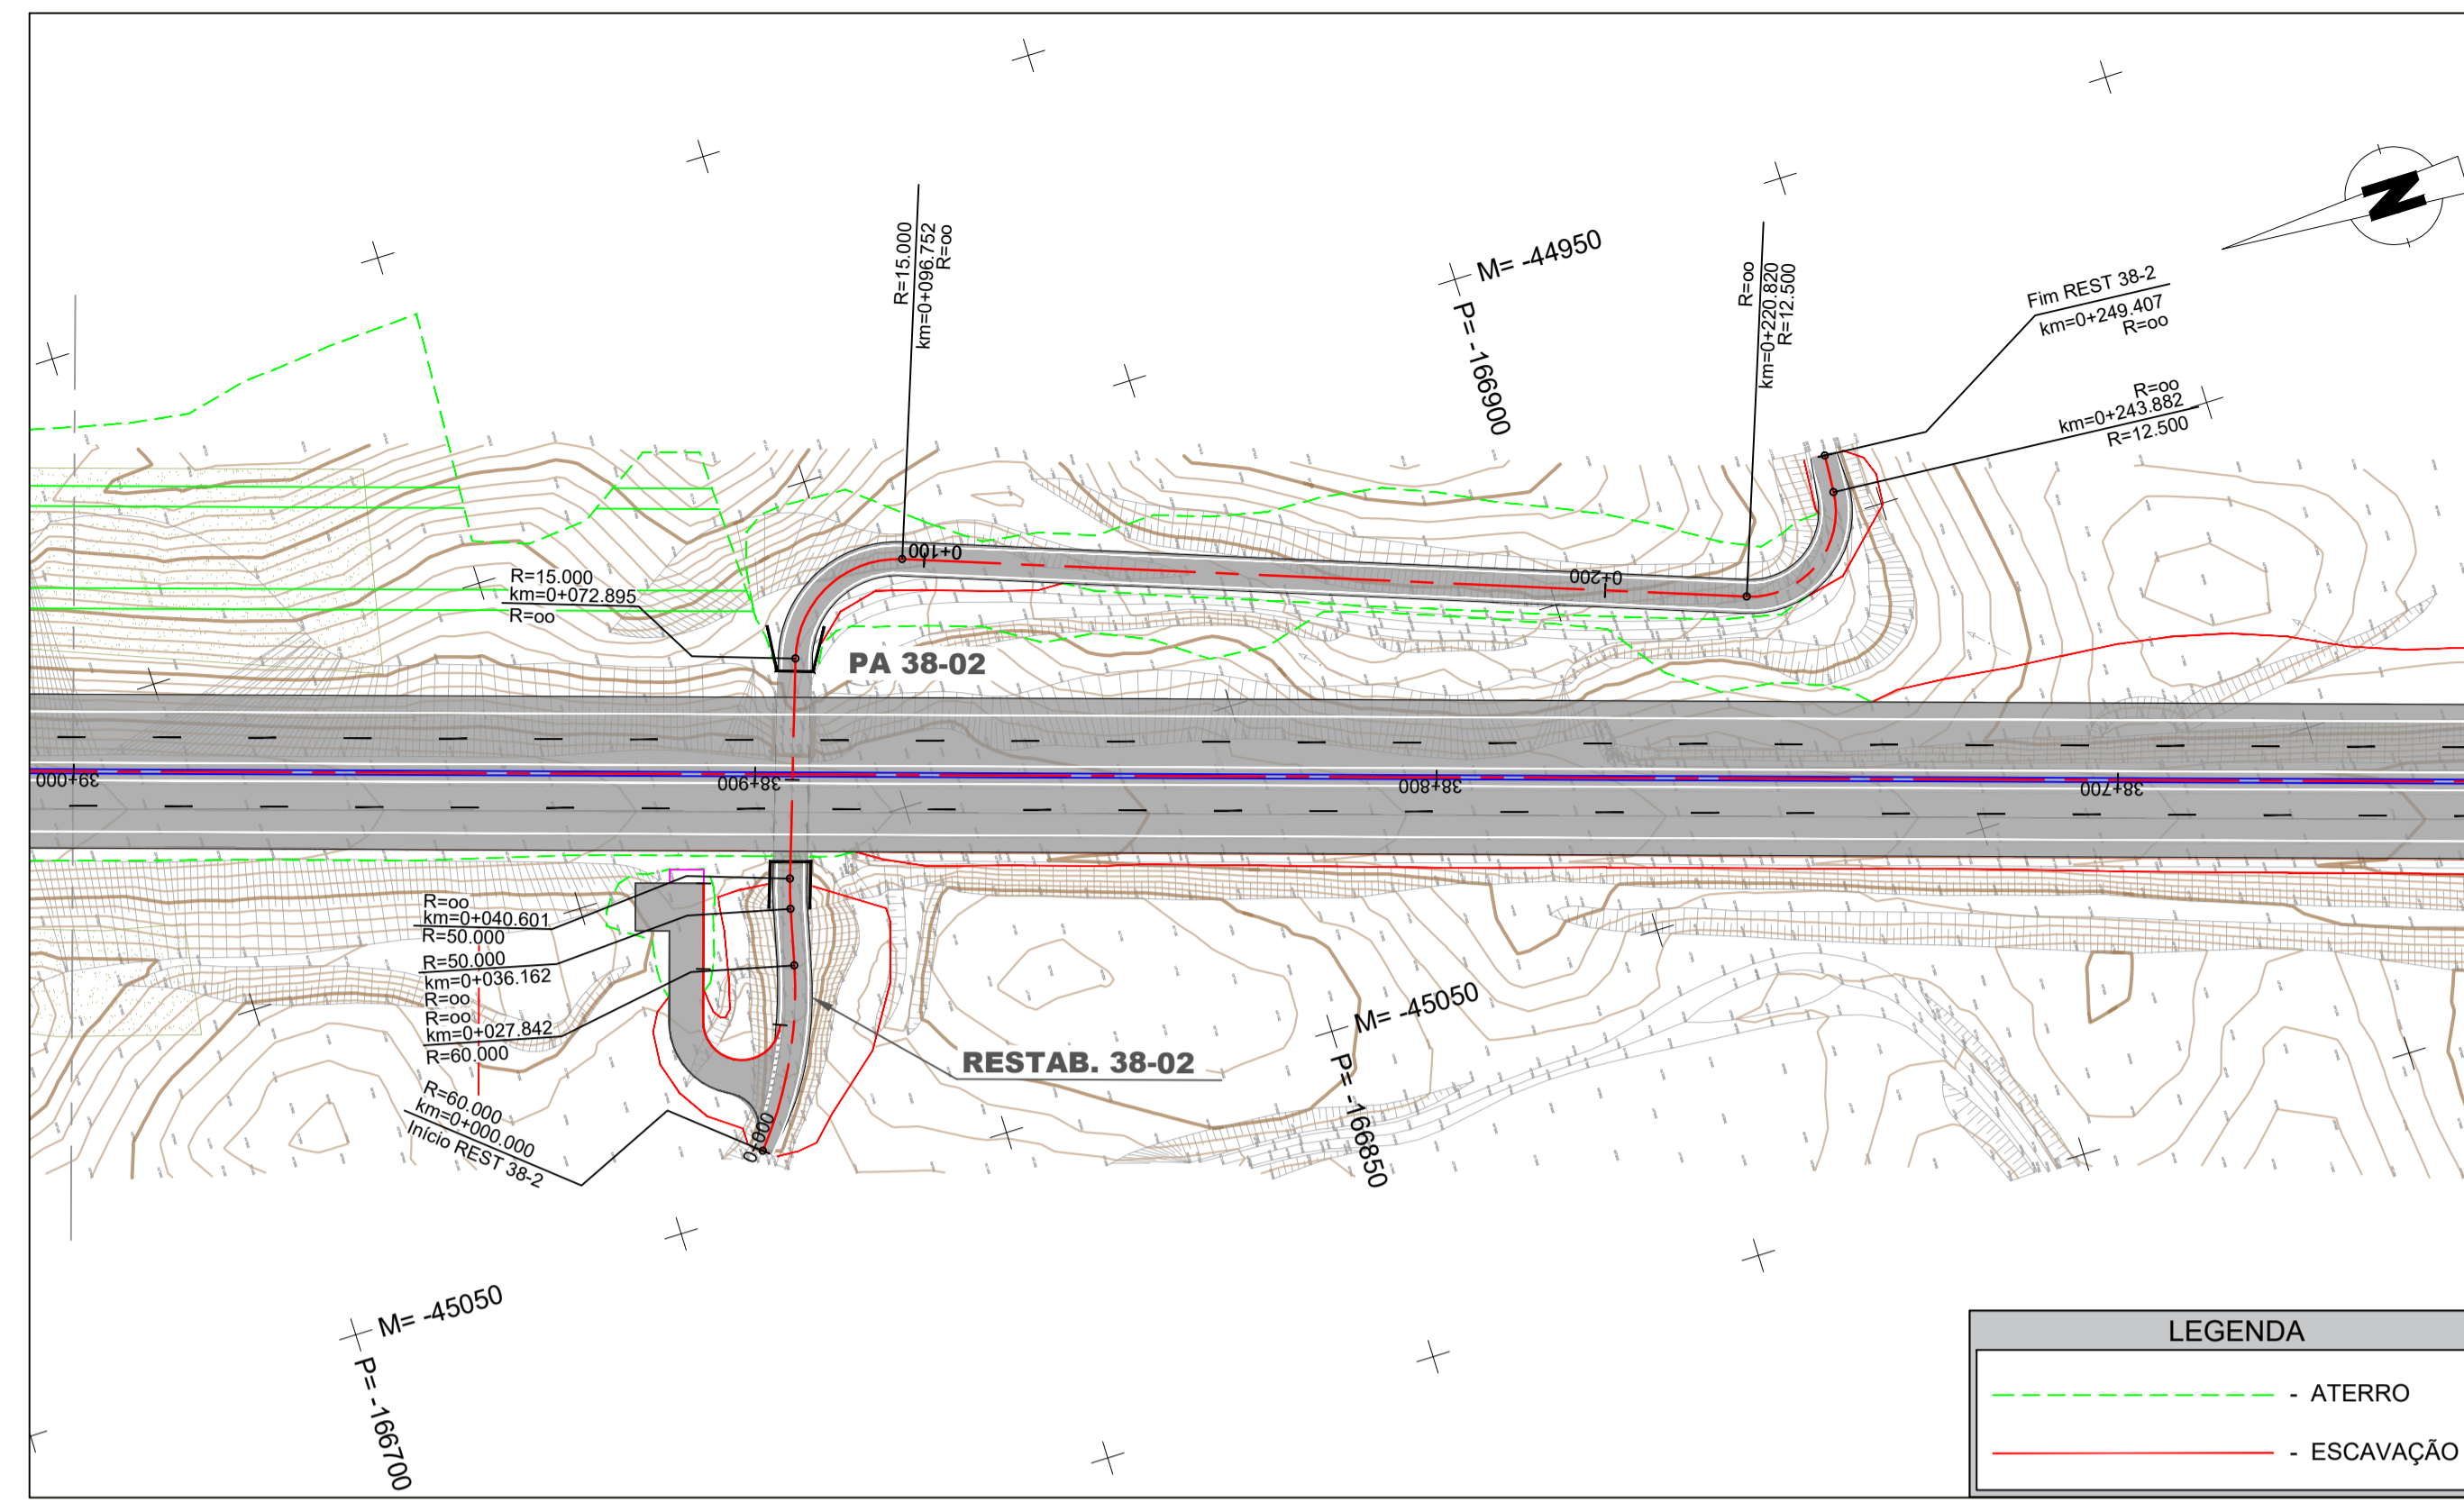 N
R=15.000
km=0+096.752
R=oo
M= -44950
P= -166900
R=oo
km=0+220.820
R=12.500
Fim REST 38-2
km=0+249.407
R=oo
R=oo
km=0+243.882
R=12.500
0+100
0+200
R=15.000
km=0+072.895
R=oo
PA 38-02
39+000
38+900
38+800
38+700
R=oo
km=0+040.601
R=50.000
R=50.000
km=0+036.162
R=oo
R=oo
km=0+027.842
R=60.000
R=60.000
km=0+000.000
Início REST 38-2
0+000
RESTAB. 38-02
M= -45050
P= -166850
M= -45050
P= -166700
LEGENDA
- ATERRO
- ESCAVAÇÃO